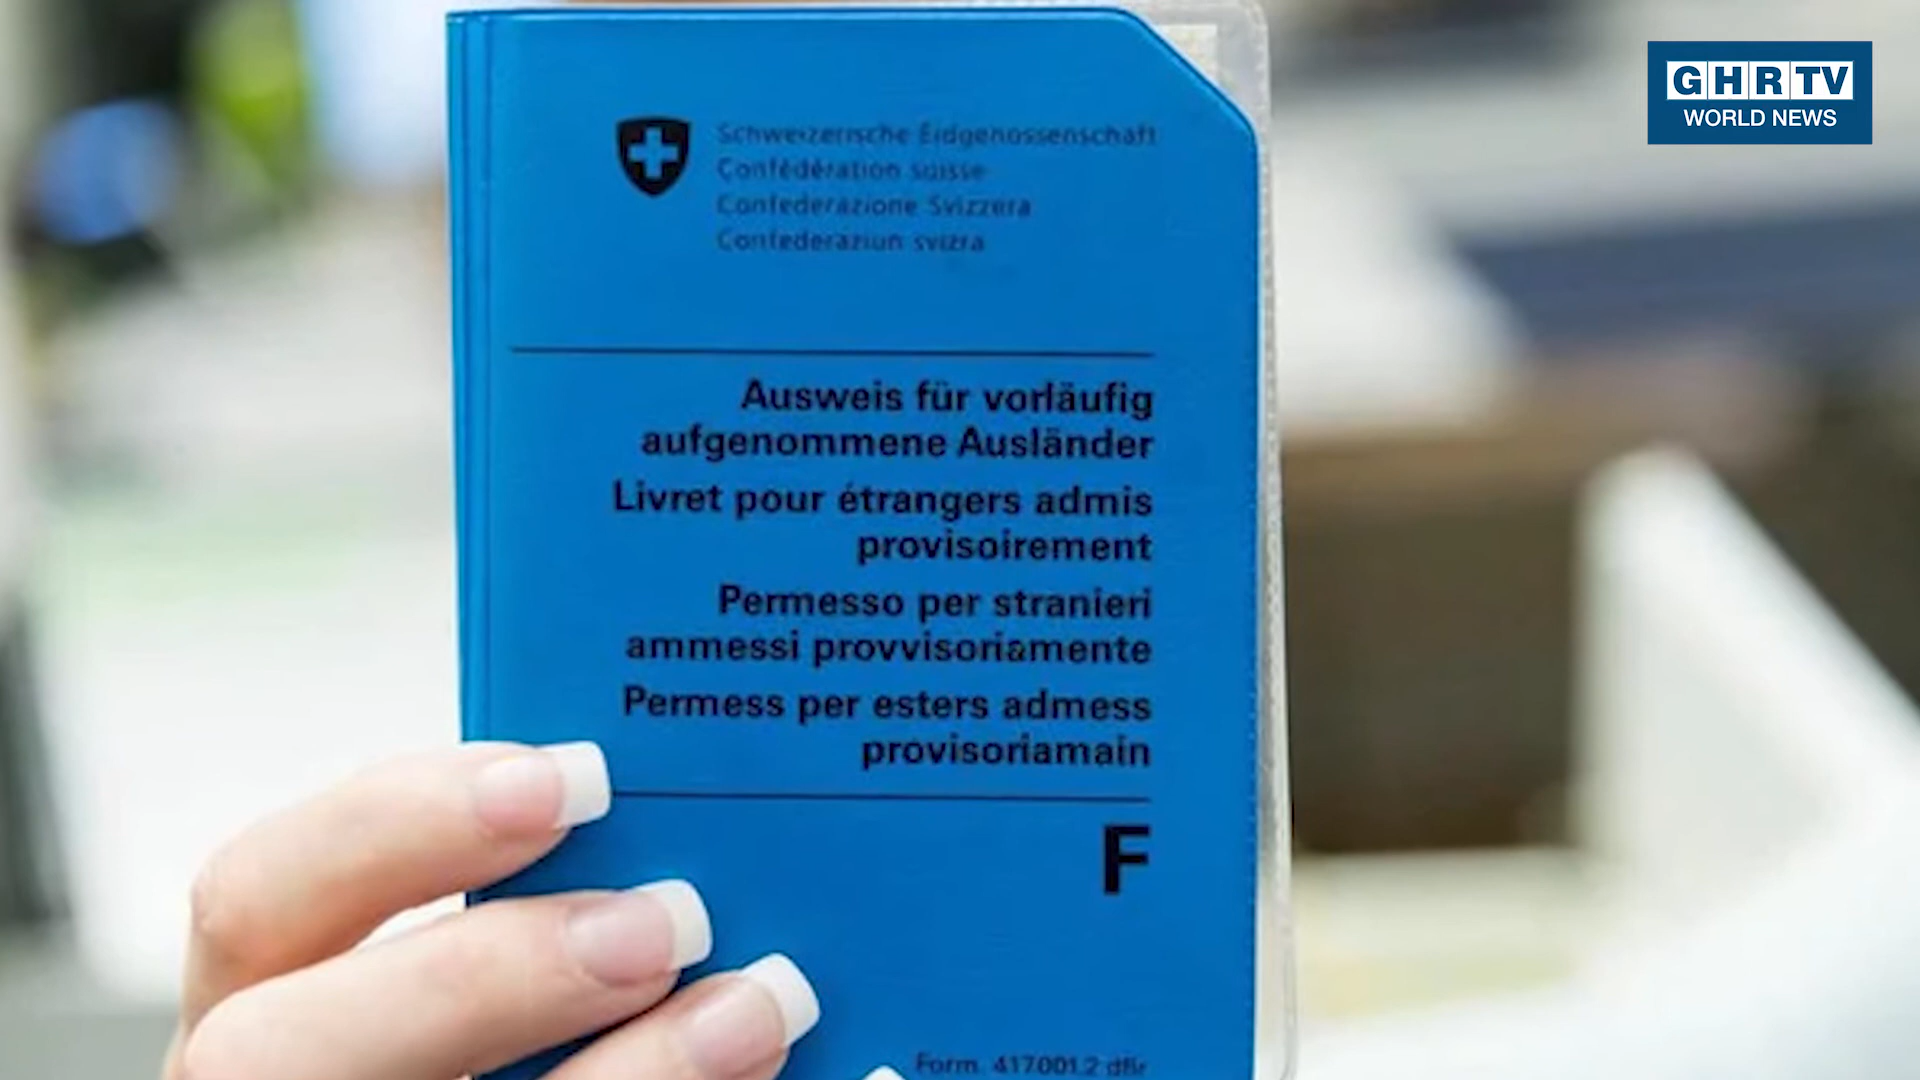 GHRTV
WORLD NEWS
Schweizerische Eidgenossenschaft
Confédération suisse
Confederazione Svizzera
Confederaziun svizra
Ausweis für vorläufig
aufgenommene Ausländer
Livret pour étrangers admis
provisoirement
Permesso per stranieri
ammessi provvisoriamente
Permess per esters admess
provisoriamain
F
Form. 417.001.2 dfir